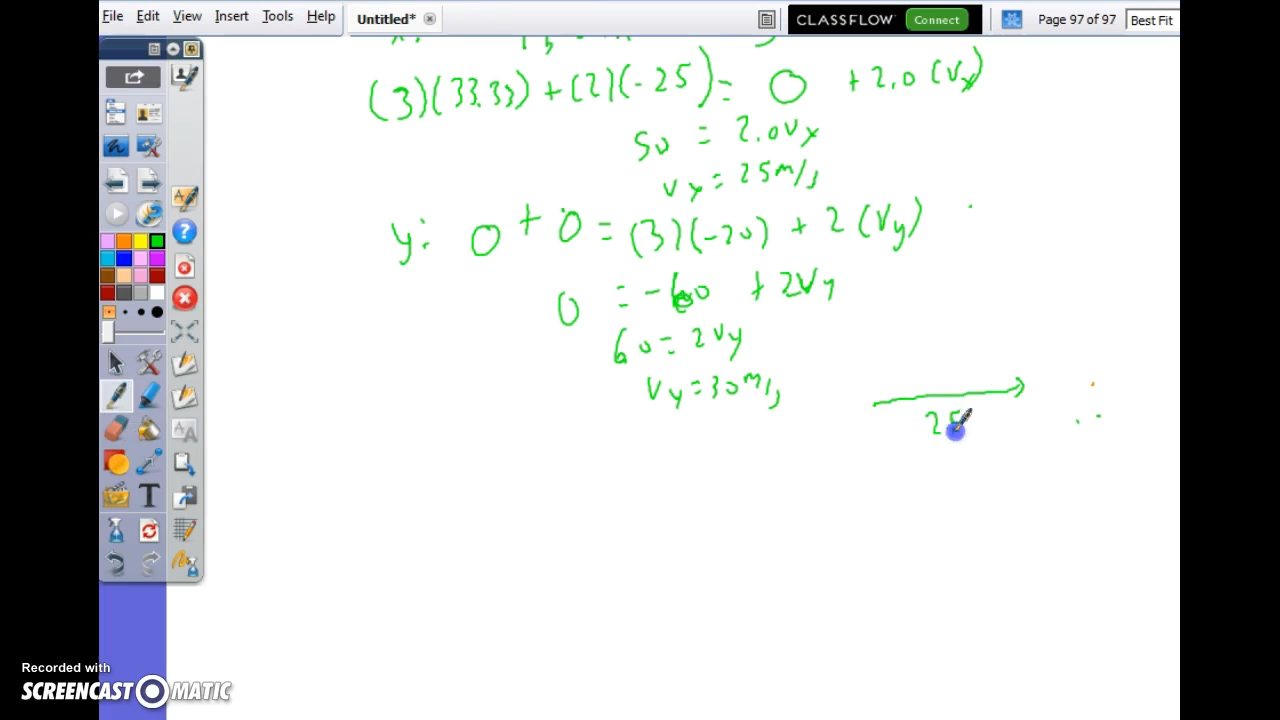 File Edit View Insert Tools Help
Untitled*
CLASSFLOW Connect
Page 97 of 97
Best Fit
(3)(33.33) + (2)(-25) = 0 + 2.0 (Vx)
50 = 2.0Vx
Vx = 25m/s
y: 0 + 0 = (3)(-20) + 2 (Vy)
0 = -60 + 2Vy
60 = 2Vy
Vy = 30m/s
25
Recorded with
SCREENCAST MATIC